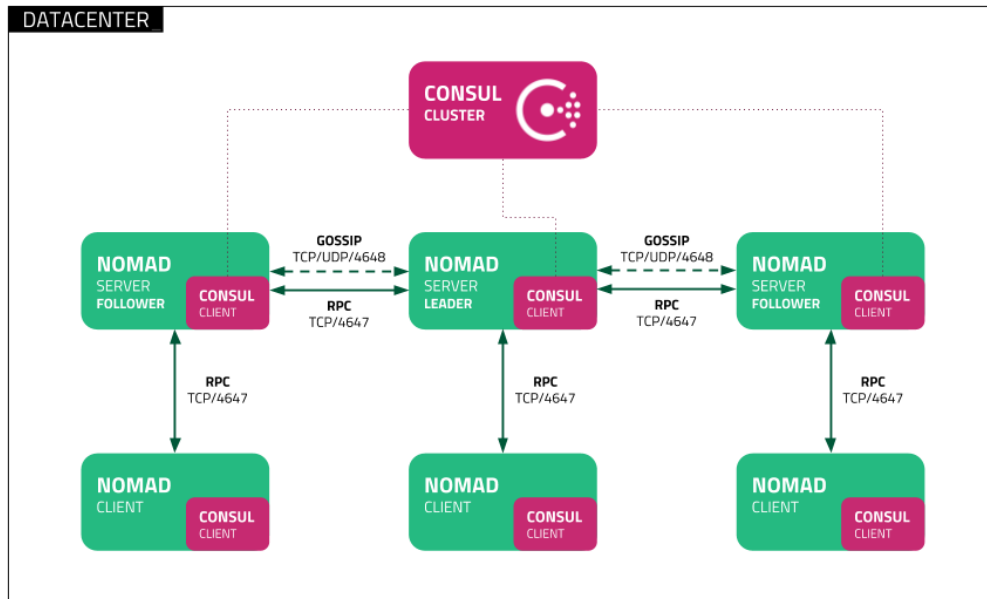 DATACENTER_
CONSUL
CLUSTER
NOMAD
SERVER
FOLLOWER
CONSUL
CLIENT
GOSSIP
TCP/UDP/4648
RPC
TCP/4647
NOMAD
SERVER
LEADER
CONSUL
CLIENT
GOSSIP
TCP/UDP/4648
RPC
TCP/4647
NOMAD
SERVER
FOLLOWER
CONSUL
CLIENT
RPC
TCP/4647
RPC
TCP/4647
RPC
TCP/4647
NOMAD
CLIENT
CONSUL
CLIENT
NOMAD
CLIENT
CONSUL
CLIENT
NOMAD
CLIENT
CONSUL
CLIENT